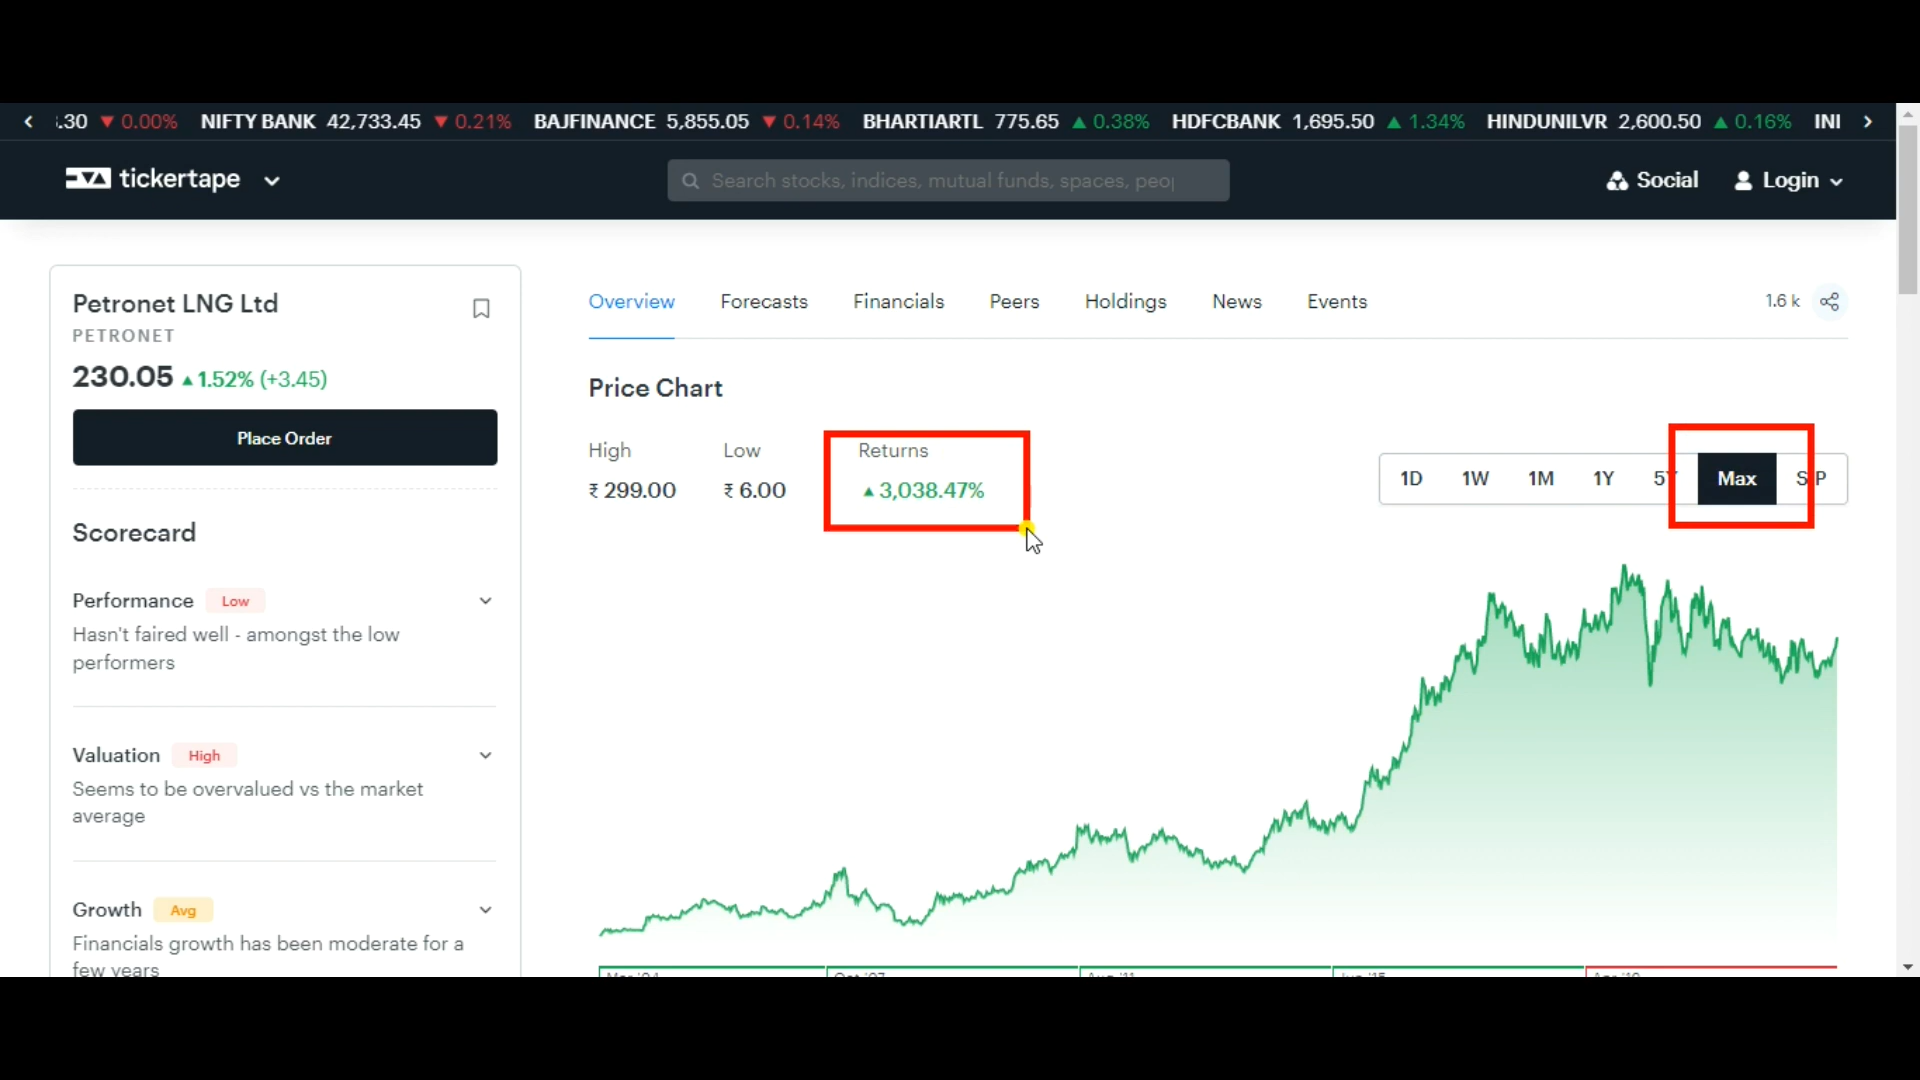 .30 ▼ 0.00% NIFTY BANK 42,733.45 ▼ 0.21% BAJFINANCE 5,855.05 ▼ 0.14% BHARTIARTL 775.65 ▲ 0.38% HDFCBANK 1,695.50 ▲ 1.34% HINDUNILVR 2,600.50 ▲ 0.16% INI
tickertape
Search stocks, indices, mutual funds, spaces, peo
Social
Login
Petronet LNG Ltd
PETRONET
230.05 ▲ 1.52% (+3.45)
Place Order
Scorecard
Performance Low
Hasn't faired well - amongst the low
performers
Valuation High
Seems to be overvalued vs the market
average
Growth Avg
Financials growth has been moderate for a
few years
Overview Forecasts Financials Peers Holdings News Events
1.6 k
Price Chart
High Low Returns
₹ 299.00 ₹ 6.00 ▲ 3,038.47%
1D 1W 1M 1Y 5Y Max SIP